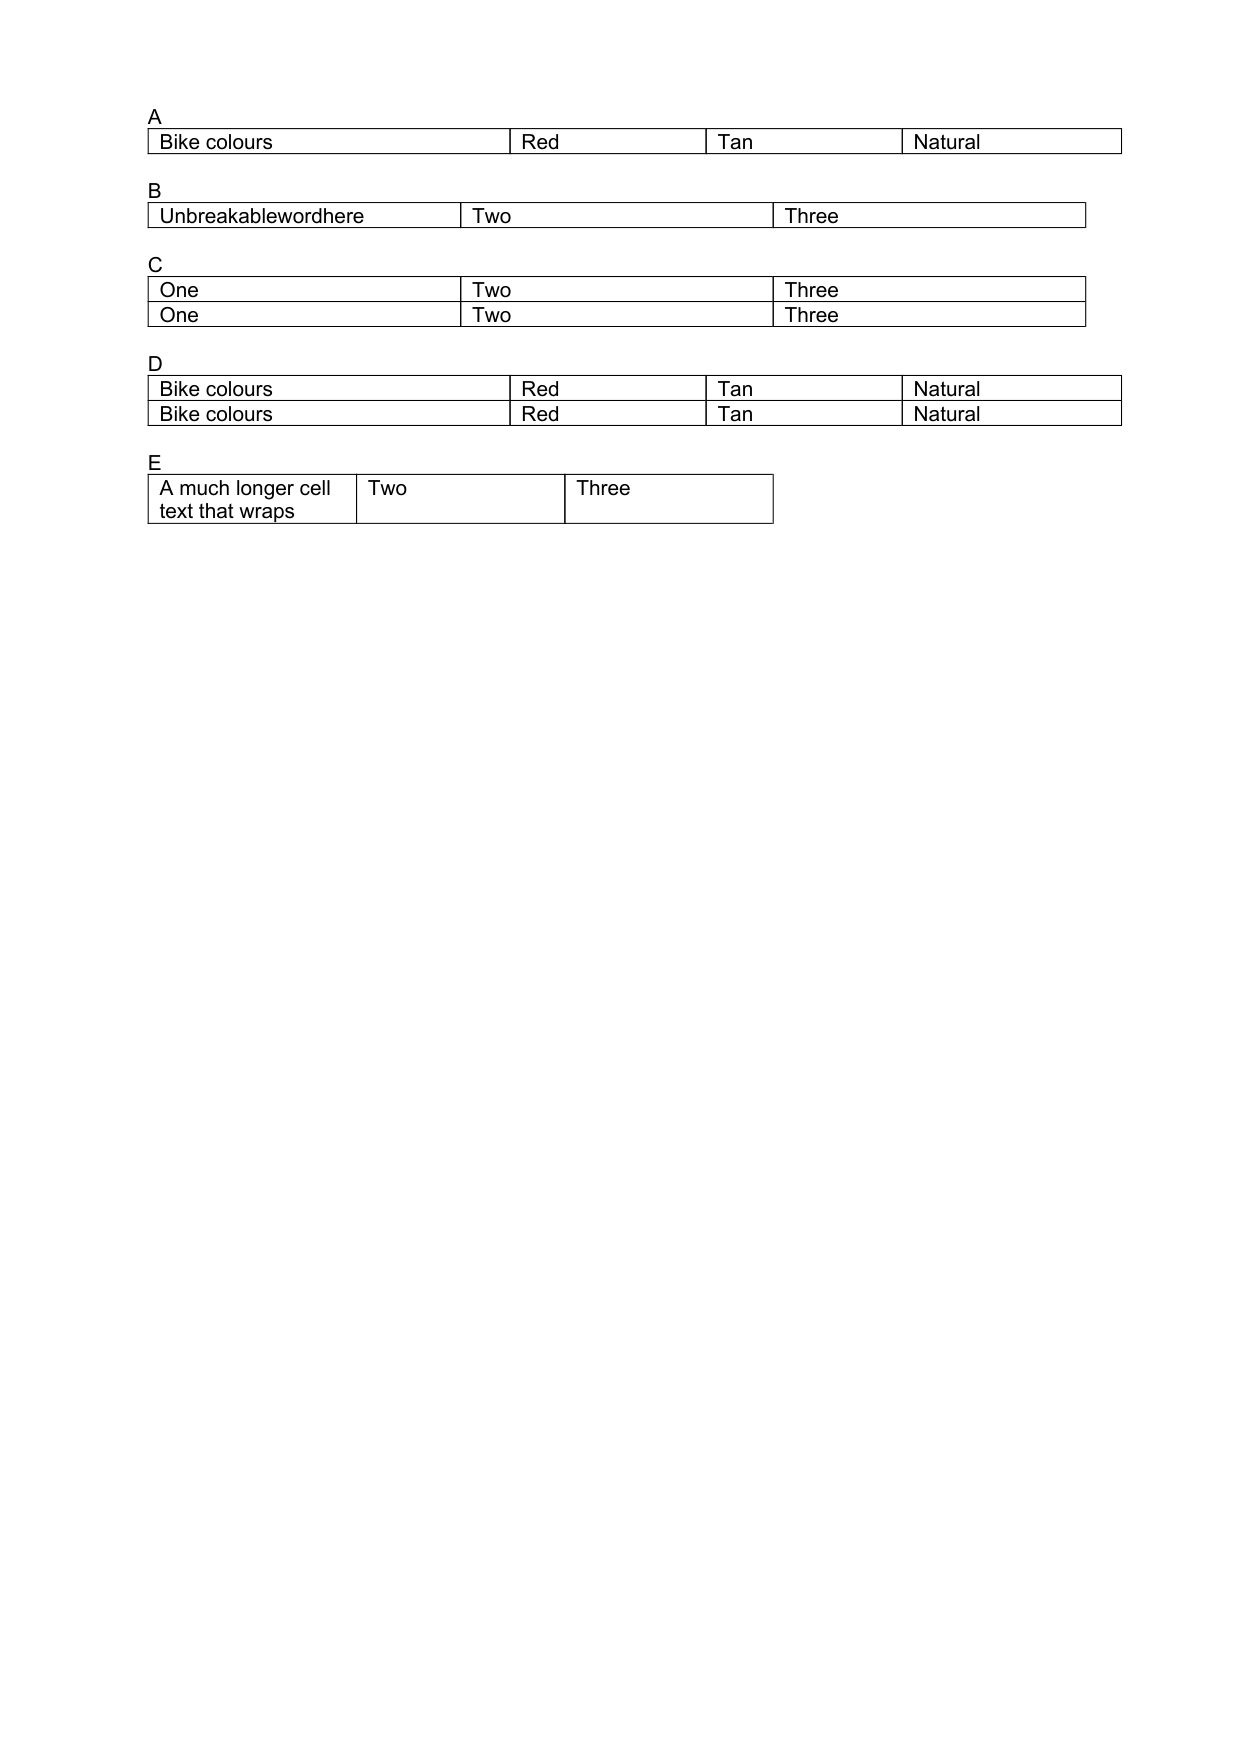 A
Bike colours Red Tan Natural
B
Unbreakablewordhere Two Three
C
One Two Three
One Two Three
D
Bike colours Red Tan Natural
Bike colours Red Tan Natural
E
A much longer cell Two Three
text that wraps